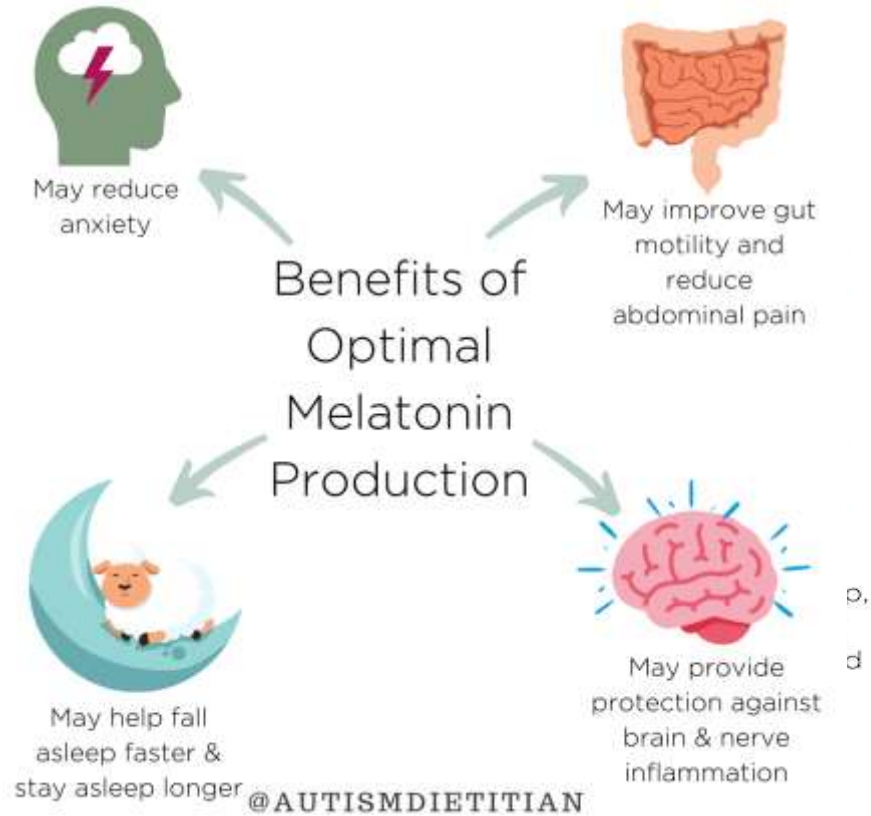 May reduce
anxiety
May improve gut
motility and
reduce
abdominal pain
Benefits of
Optimal
Melatonin
Production
May help fall
asleep faster &
stay asleep longer
May provide
protection against
brain & nerve
inflammation
@AUTISMDIETITIAN